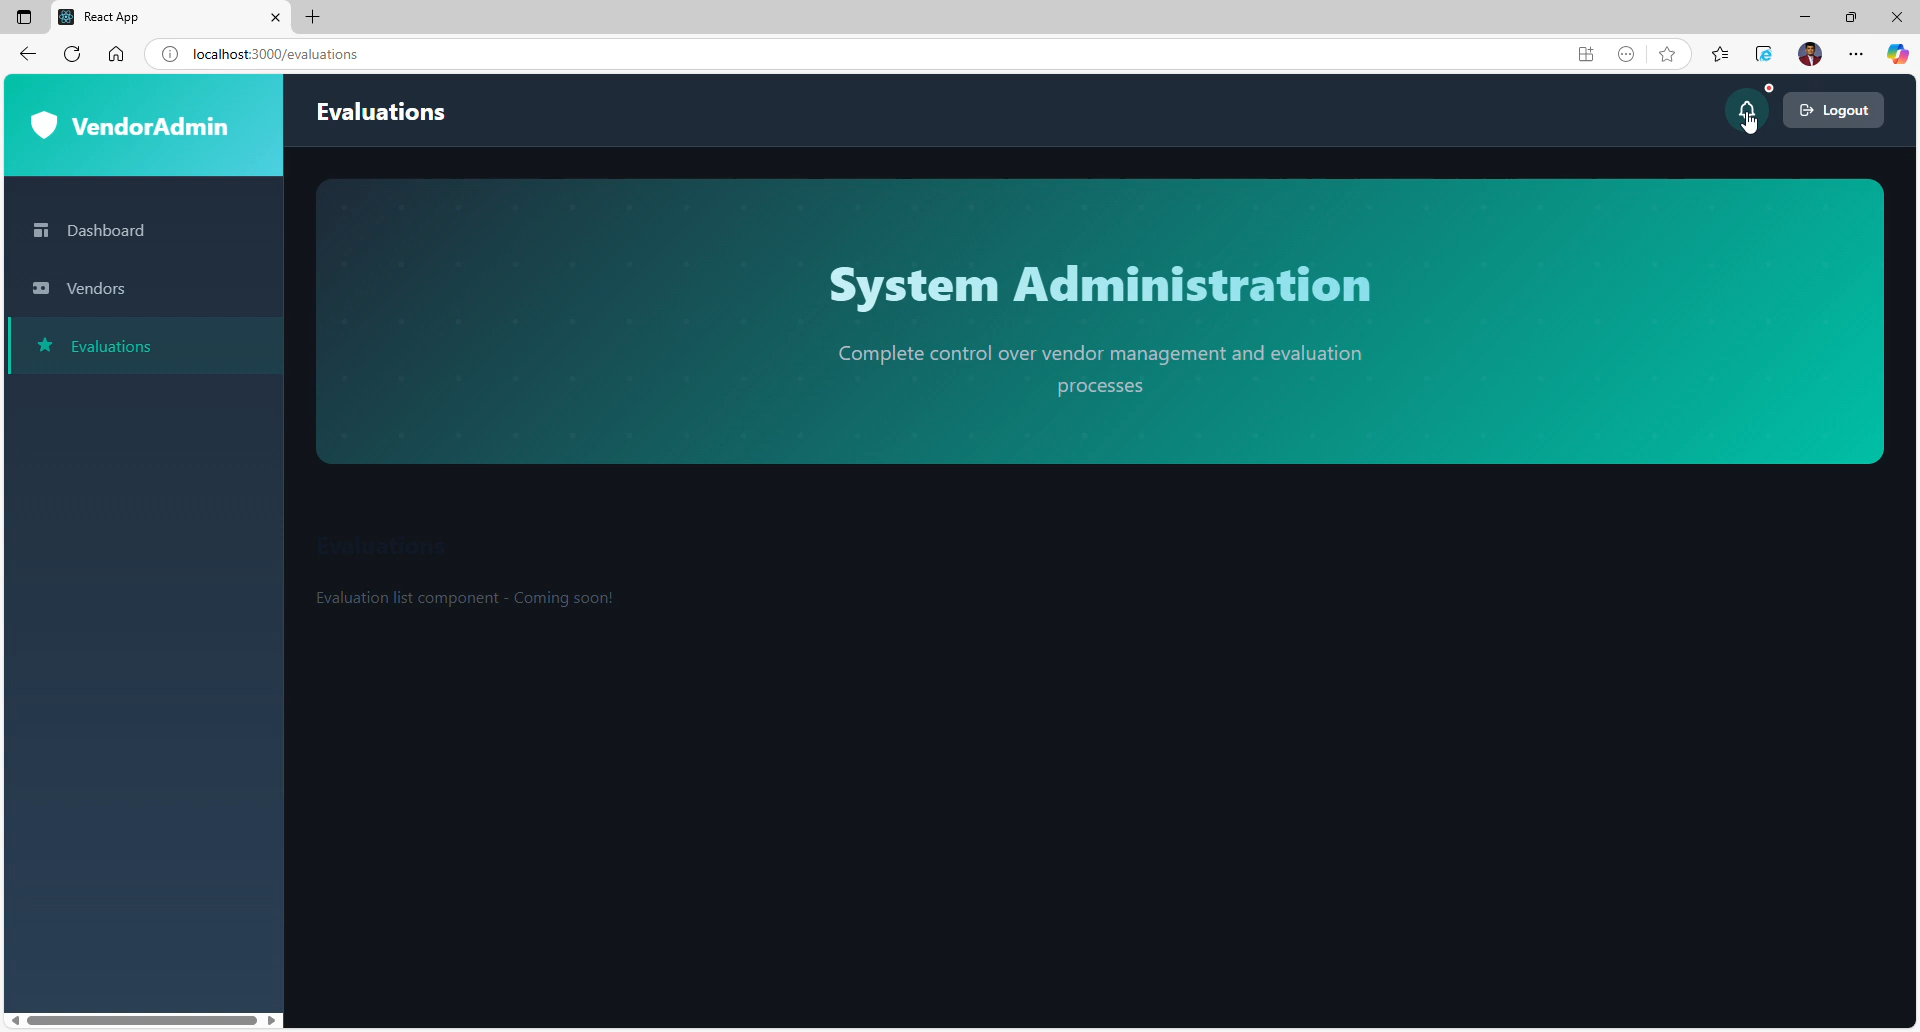 React App
localhost:3000/evaluations
VendorAdmin
Evaluations
Logout
Dashboard
Vendors
Evaluations
System Administration
Complete control over vendor management and evaluation
processes
Evaluations
Evaluation list component - Coming soon!